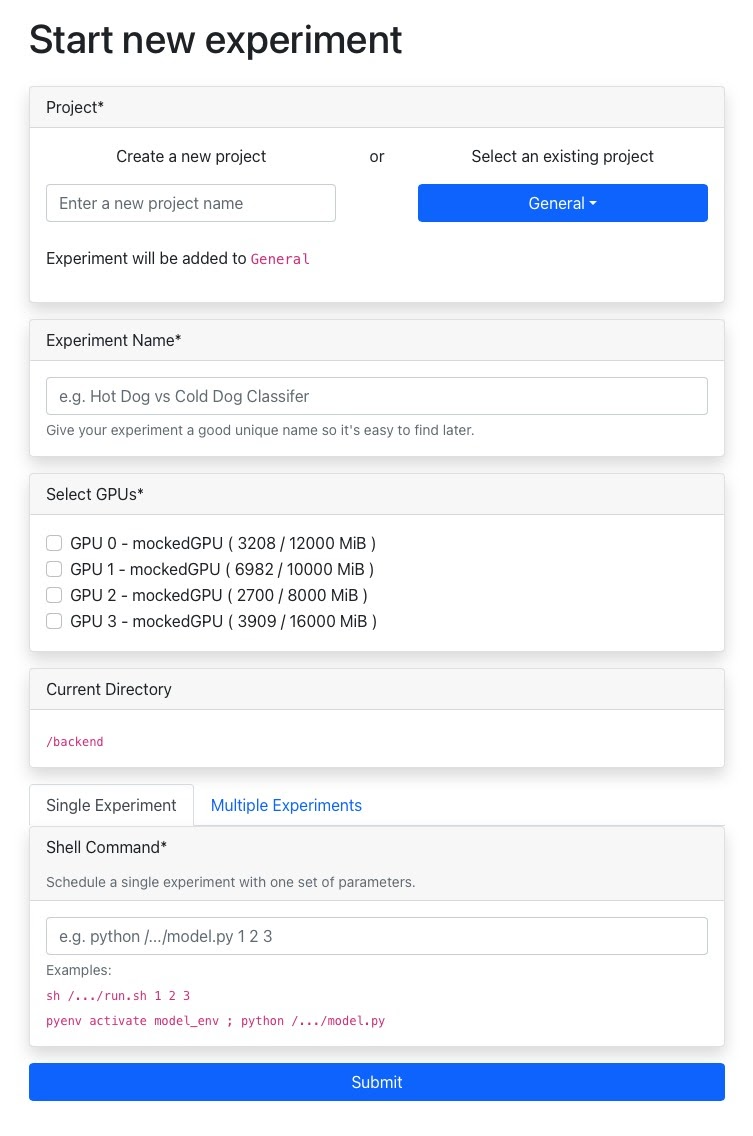 Start new experiment
Project*
Create a new project or Select an existing project
Enter a new project name General
Experiment will be added to General
Experiment Name*
e.g. Hot Dog vs Cold Dog Classifer
Give your experiment a good unique name so it's easy to find later.
Select GPUs*
GPU 0 - mockedGPU ( 3208 / 12000 MiB )
GPU 1 - mockedGPU ( 6982 / 10000 MiB )
GPU 2 - mockedGPU ( 2700 / 8000 MiB )
GPU 3 - mockedGPU ( 3909 / 16000 MiB )
Current Directory
/backend
Single Experiment Multiple Experiments
Shell Command*
Schedule a single experiment with one set of parameters.
e.g. python /.../model.py 1 2 3
Examples:
sh /.../run.sh 1 2 3
pyenv activate model_env ; python /.../model.py
Submit